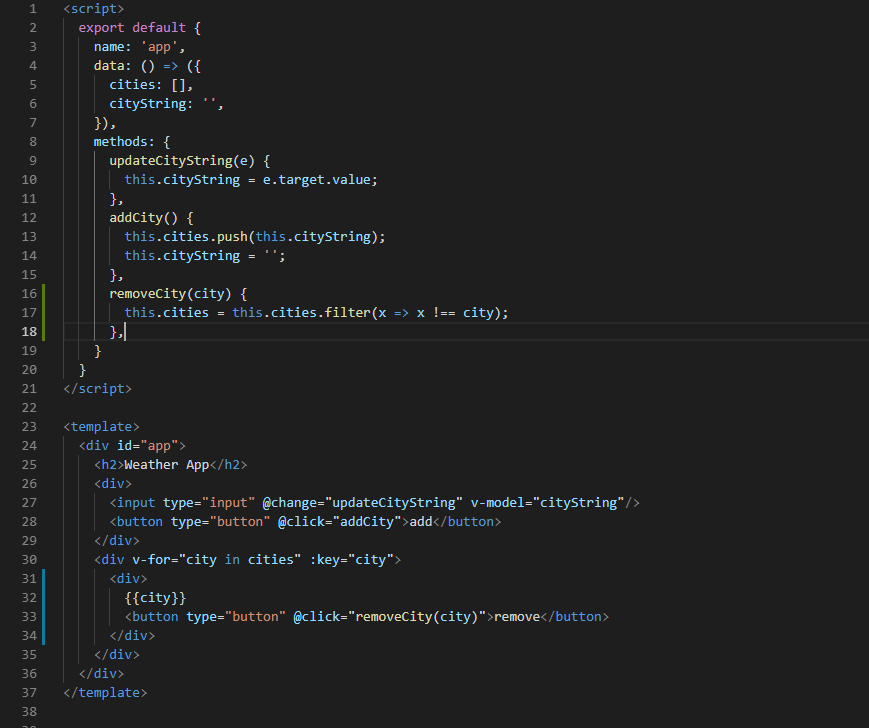 1 <script>
2 export default {
3 name: 'app',
4 data: () => ({
5 cities: [],
6 cityString: '',
7 }),
8 methods: {
9 updateCityString(e) {
10 this.cityString = e.target.value;
11 },
12 addCity() {
13 this.cities.push(this.cityString);
14 this.cityString = '';
15 },
16 removeCity(city) {
17 this.cities = this.cities.filter(x => x !== city);
18 },
19 }
20 }
21 </script>
22
23 <template>
24 <div id="app">
25 <h2>Weather App</h2>
26 <div>
27 <input type="input" @change="updateCityString" v-model="cityString"/>
28 <button type="button" @click="addCity">add</button>
29 </div>
30 <div v-for="city in cities" :key="city">
31 <div>
32 {{city}}
33 <button type="button" @click="removeCity(city)">remove</button>
34 </div>
35 </div>
36 </div>
37 </template>
38